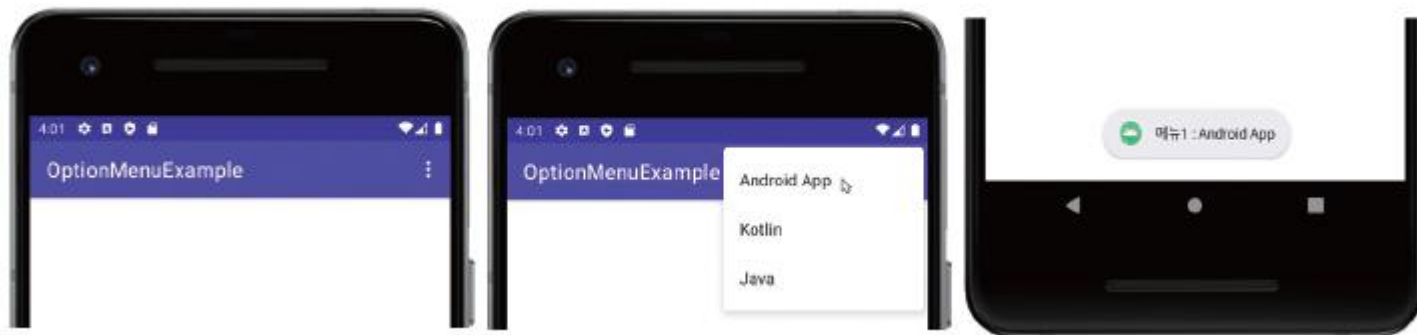 4:01
OptionMenuExample
4:01
OptionMenuExample
Android App
Kotlin
Java
메뉴1 : Android App